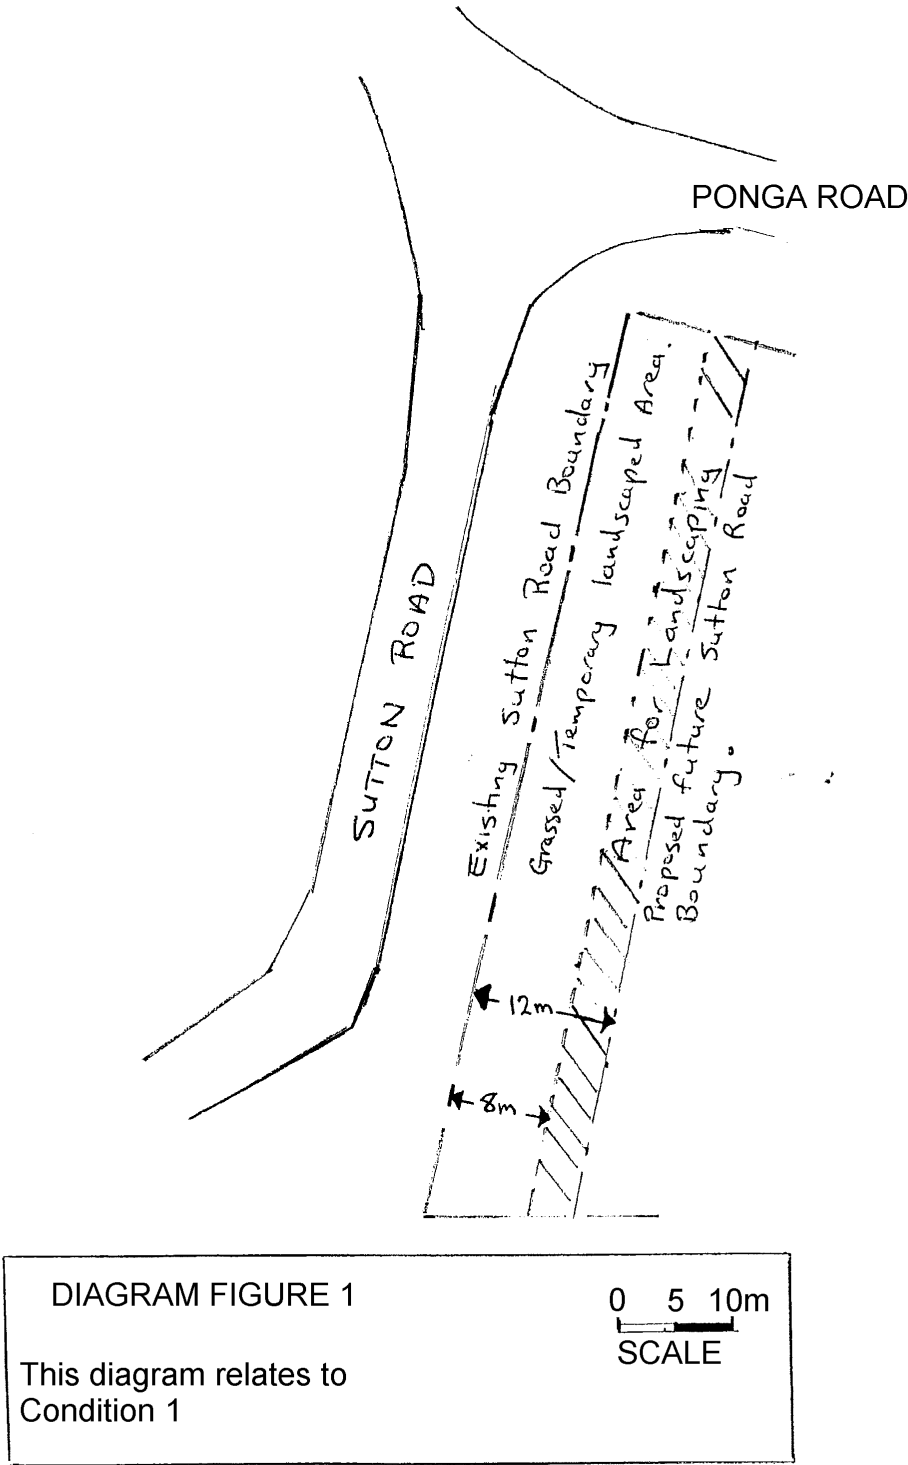 PONGA ROAD
SUTTON ROAD
Existing Sutton Road Boundary
Grassed/Temporary landscaped Area.
Area for Landscaping
Proposed future Sutton Road
Boundary.
12m
8m
DIAGRAM FIGURE 1
0 5 10m
SCALE
This diagram relates to
Condition 1